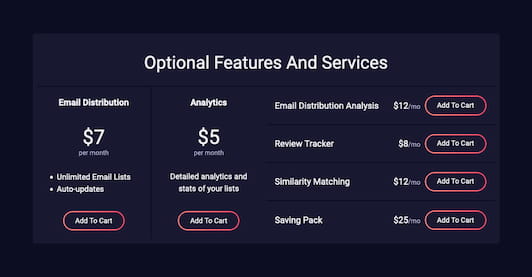 Optional Features And Services
Email Distribution
$7
per month
Unlimited Email Lists
Auto-updates
Add To Cart
Analytics
$5
per month
Detailed analytics and
stats of your lists
Add To Cart
Email Distribution Analysis $12/mo Add To Cart
Review Tracker $8/mo Add To Cart
Similarity Matching $12/mo Add To Cart
Saving Pack $25/mo Add To Cart